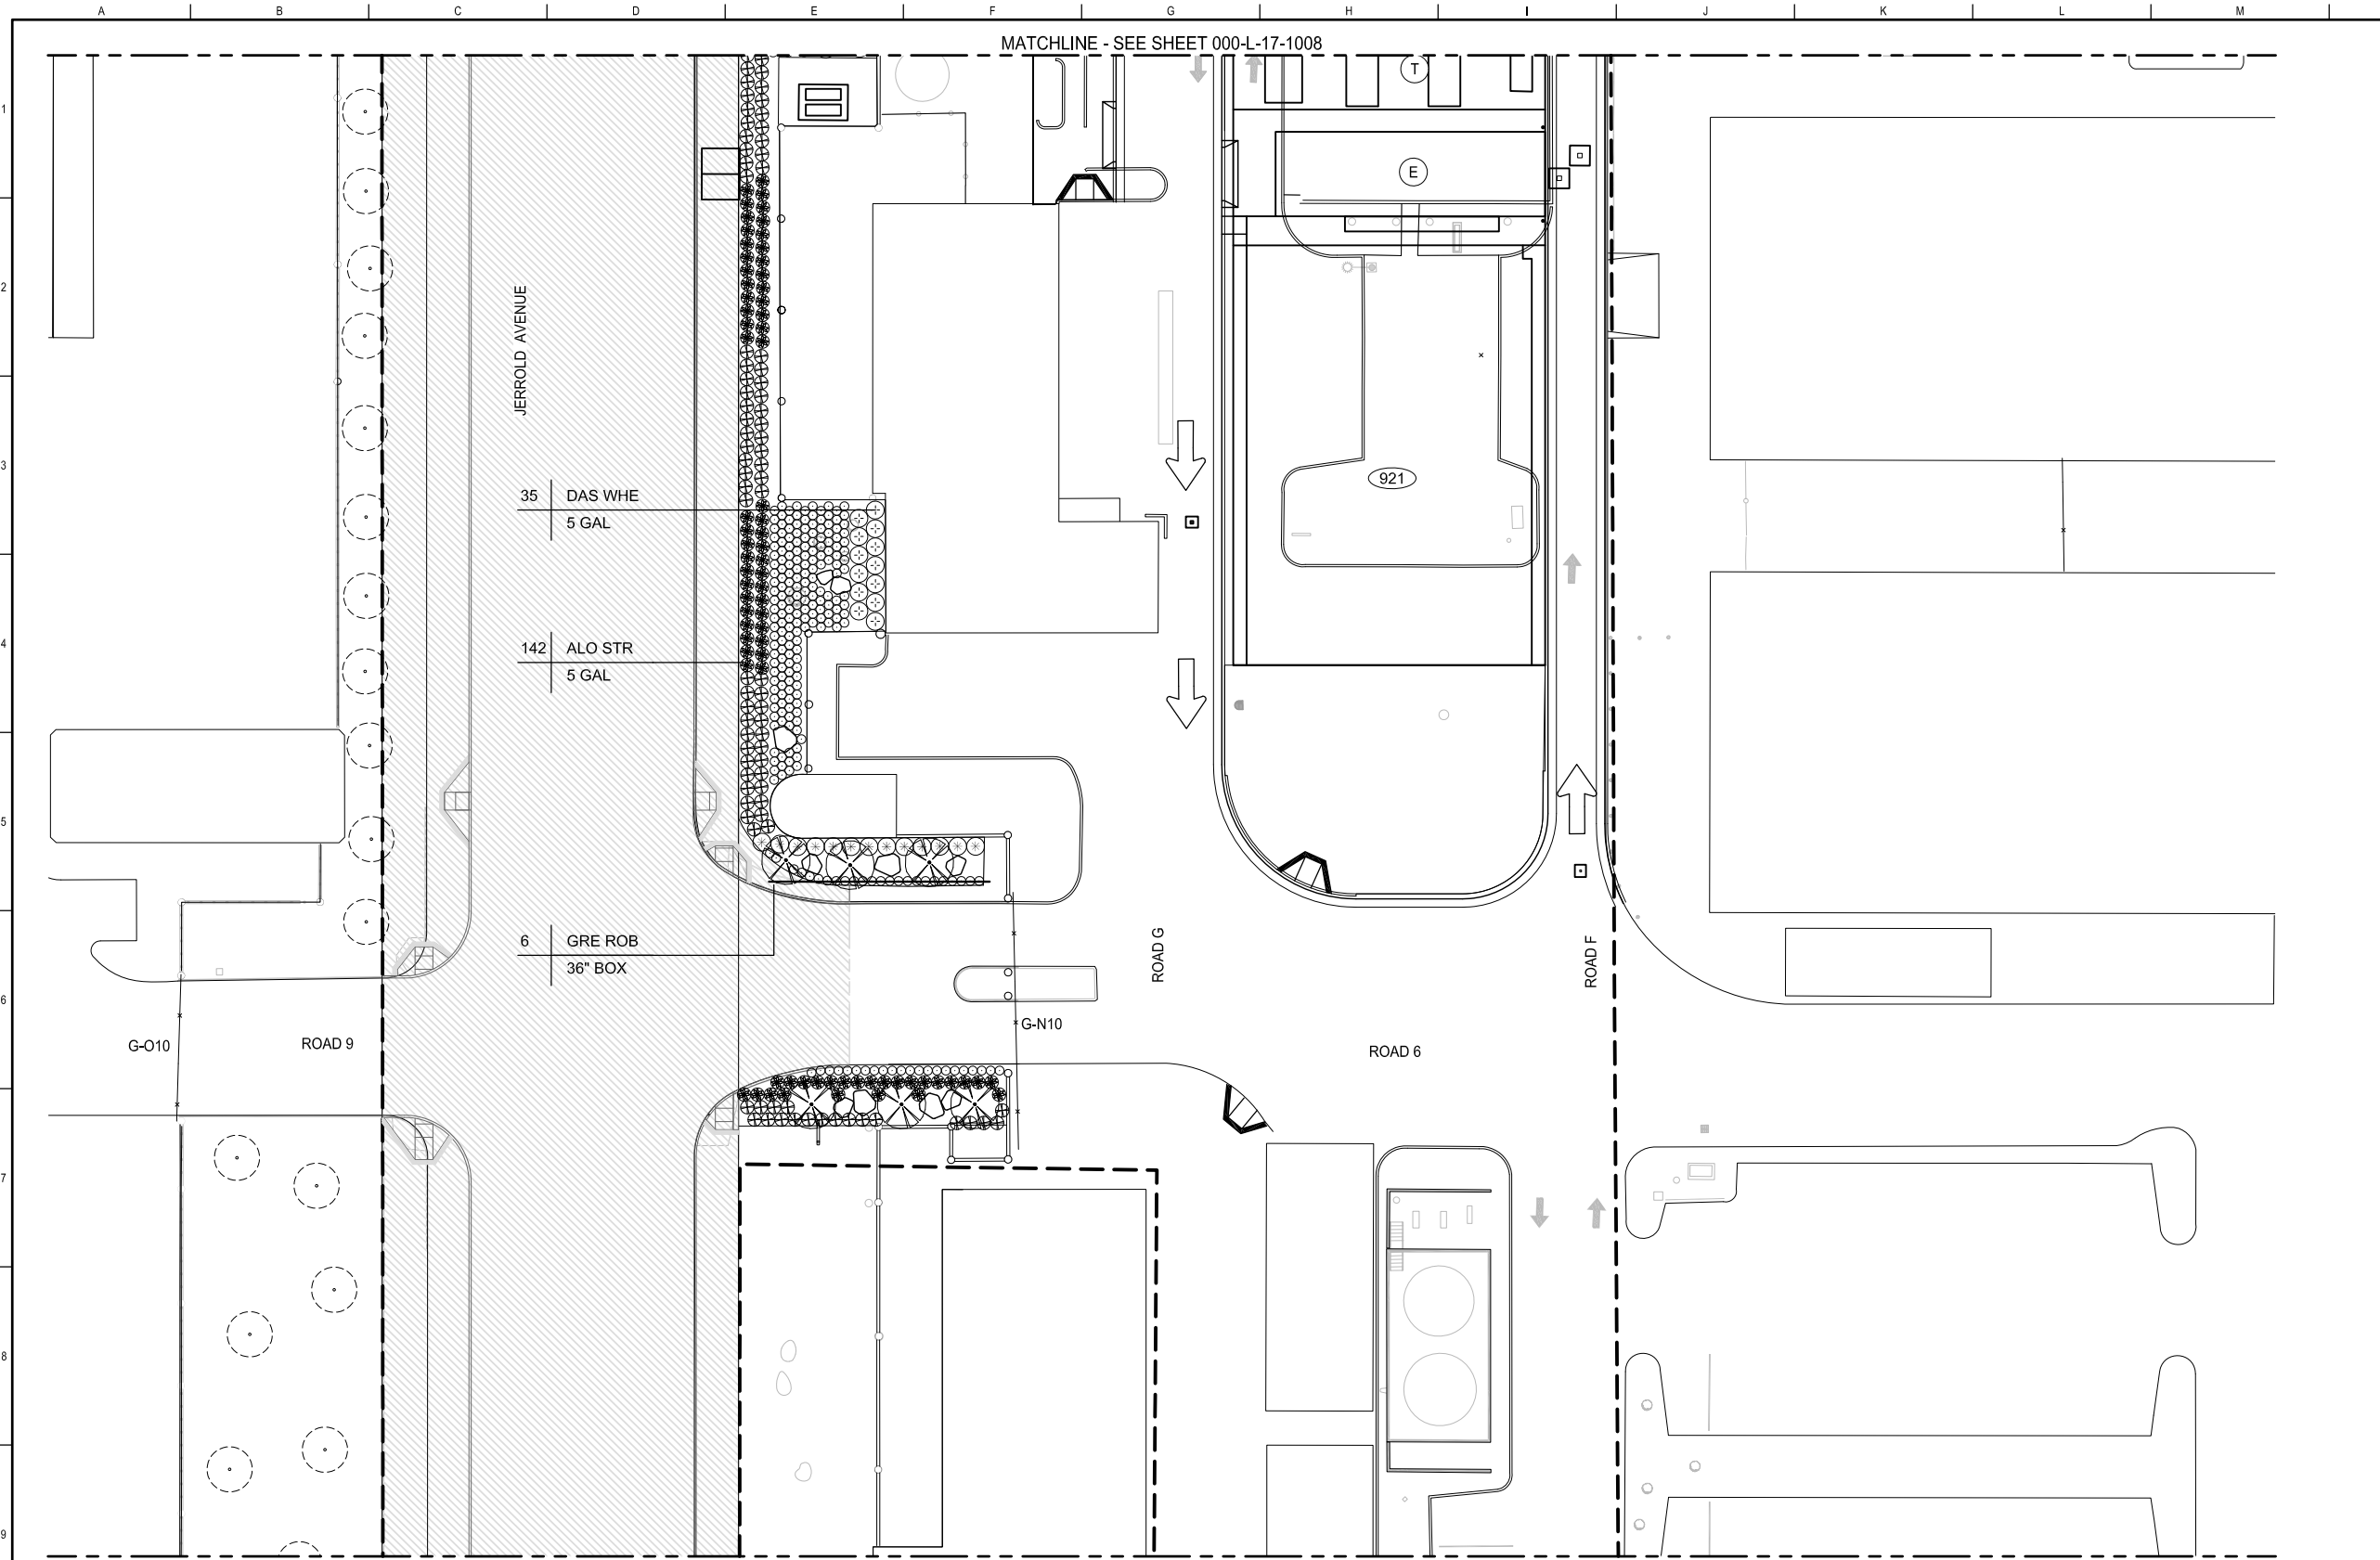 A B C D E F G H I J K L M
MATCHLINE - SEE SHEET 000-L-17-1008
T
1
E
2
JERROLD AVENUE
3
921
35 DAS WHE
5 GAL
4
142 ALO STR
5 GAL
5
6 GRE ROB
36" BOX
ROAD G
ROAD F
6
G-N10
G-O10
ROAD 9
ROAD 6
7
8
9